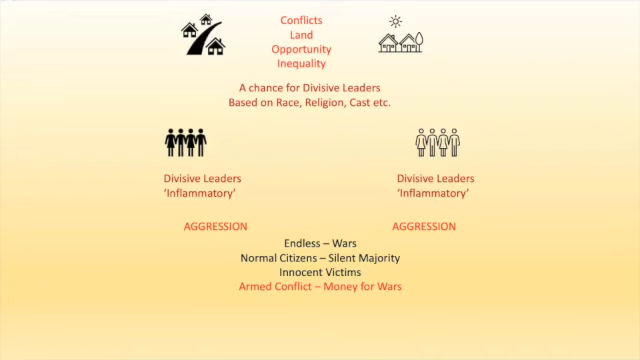 Conflicts
Land
Opportunity
Inequality
A chance for Divisive Leaders
Based on Race, Religion, Cast etc.
Divisive Leaders
'Inflammatory'
Divisive Leaders
'Inflammatory'
AGGRESSION
AGGRESSION
Endless – Wars
Normal Citizens – Silent Majority
Innocent Victims
Armed Conflict – Money for Wars